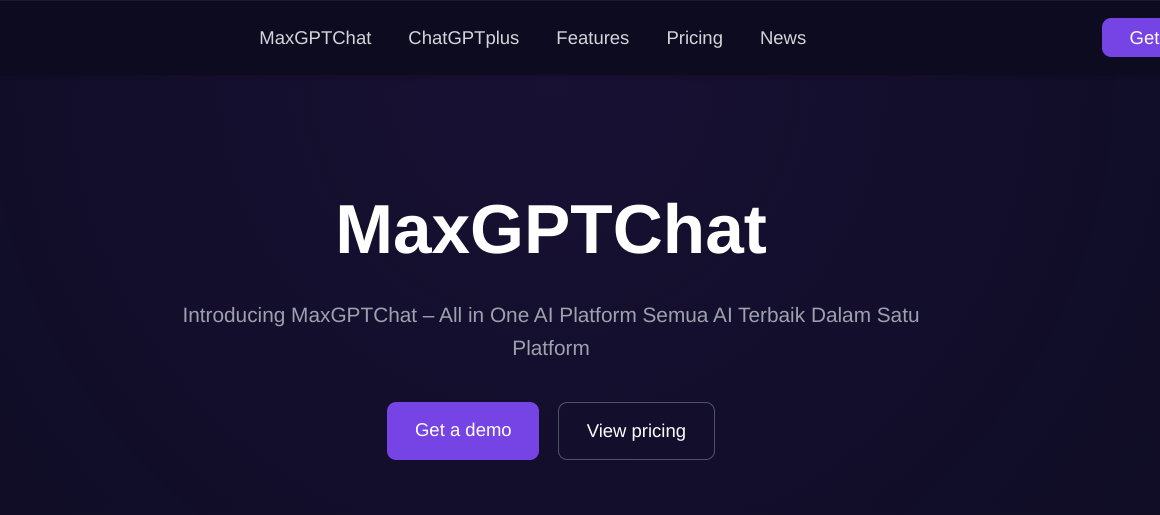 MaxGPTChat ChatGPTplus Features Pricing News Get
MaxGPTChat
Introducing MaxGPTChat – All in One AI Platform Semua AI Terbaik Dalam Satu
Platform
Get a demo View pricing